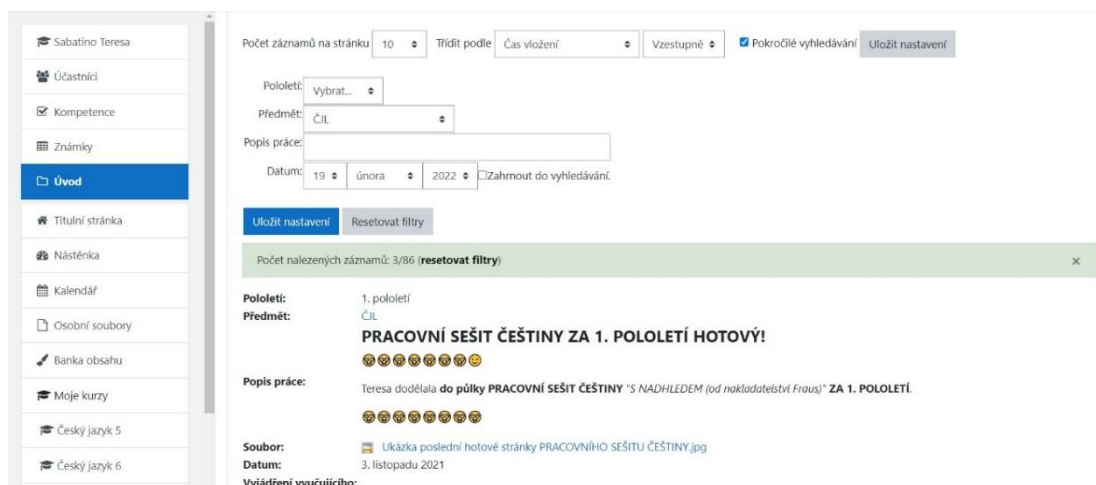 Sabatino Teresa
Účastníci
Kompetence
Známky
Úvod
Titulní stránka
Nástěnka
Kalendář
Osobní soubory
Banka obsahu
Moje kurzy
Český jazyk 5
Český jazyk 6
Počet záznamů na stránku 10 Třídit podle Čas vložení Vzestupně Pokročilé vyhledávání Uložit nastavení
Pololetí: Vybrat...
Předmět: ČJL
Popis práce:
Datum: 19 února 2022 Zahrnout do vyhledávání.
Uložit nastavení Resetovat filtry
Počet nalezených záznamů: 3/86 (resetovat filtry) ×
Pololetí: 1. pololetí
Předmět: ČJL
PRACOVNÍ SEŠIT ČEŠTINY ZA 1. POLOLETÍ HOTOVÝ!
Popis práce: Teresa dodělala do půlky PRACOVNÍ SEŠIT ČEŠTINY "S NADHLEDEM (od nakladatelství Fraus)" ZA 1. POLOLETÍ.
Soubor: Ukázka poslední hotové stránky PRACOVNÍHO SEŠITU ČEŠTINY.jpg
Datum: 3. listopadu 2021
Vyjádření vyučujícího: